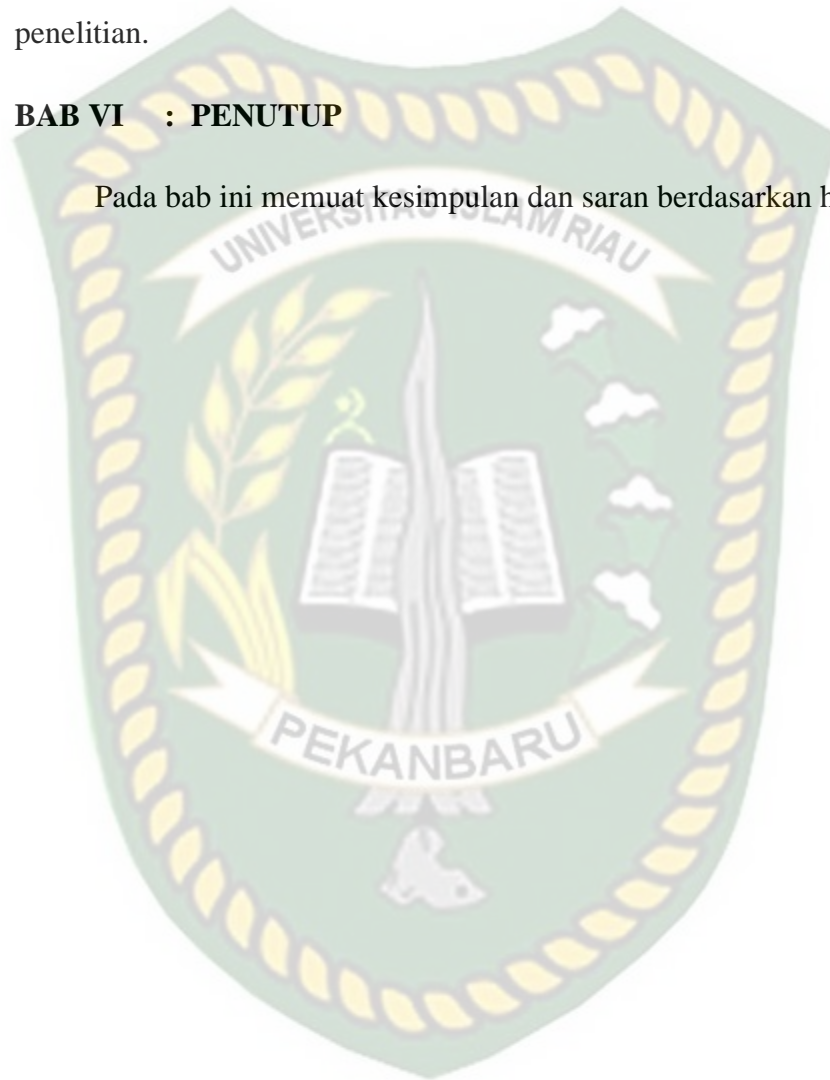 penelitian.
BAB VI : PENUTUP
Pada bab ini memuat kesimpulan dan saran berdasarkan
UNIVERSITAS ISLAM RIAU
PEKANBARU